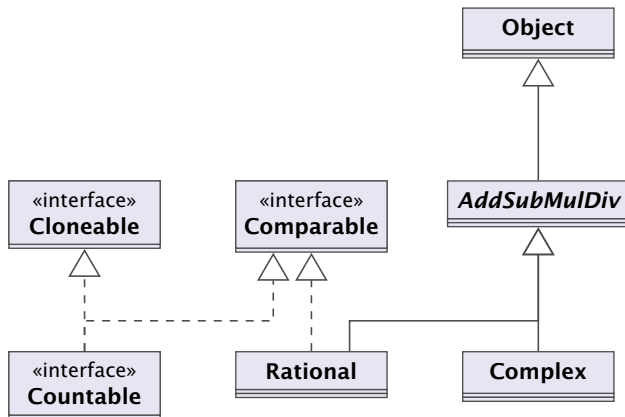 Object
«interface»
Cloneable
«interface»
Comparable
AddSubMulDiv
«interface»
Countable
Rational
Complex